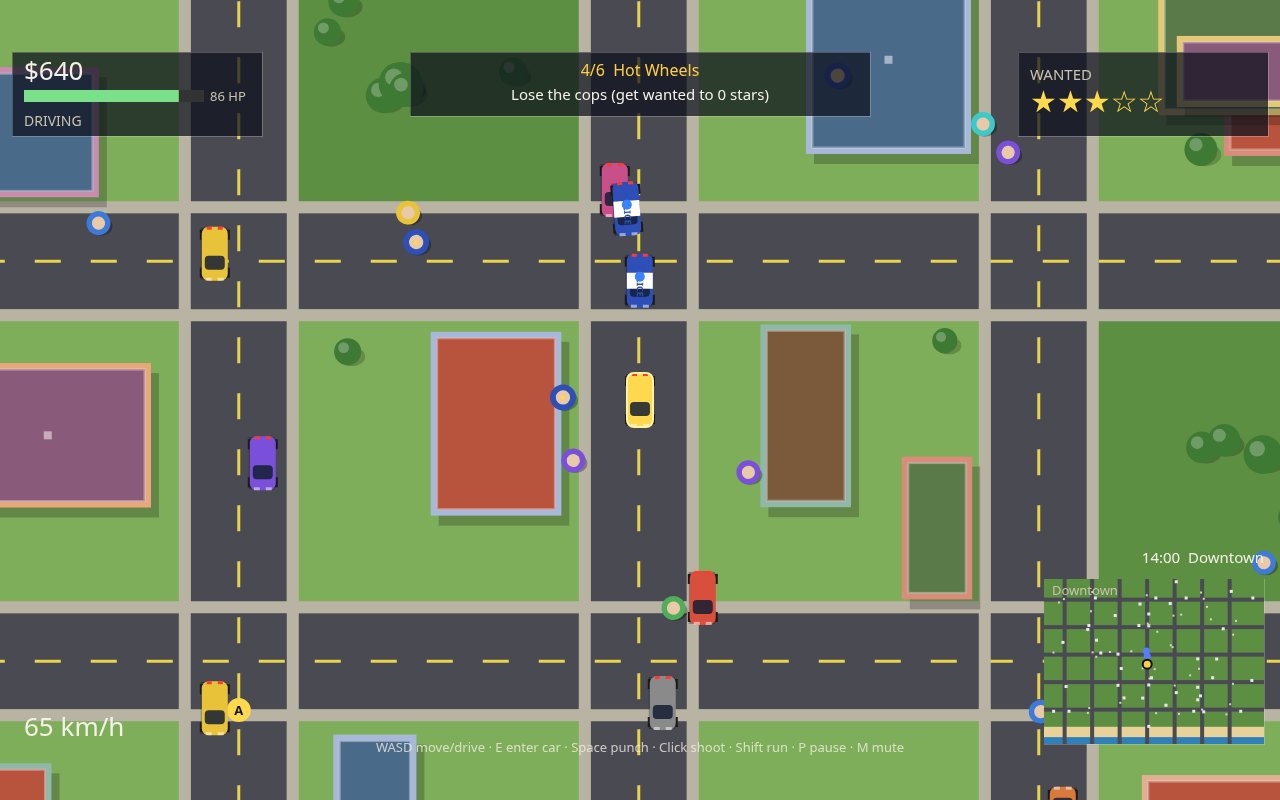 $640
86 HP
DRIVING
4/6 Hot Wheels
Lose the cops (get wanted to 0 stars)
WANTED
★★★☆☆
14:00 Downtown
Downtown
A
65 km/h
WASD move/drive · E enter car · Space punch · Click shoot · Shift run · P pause · M mute